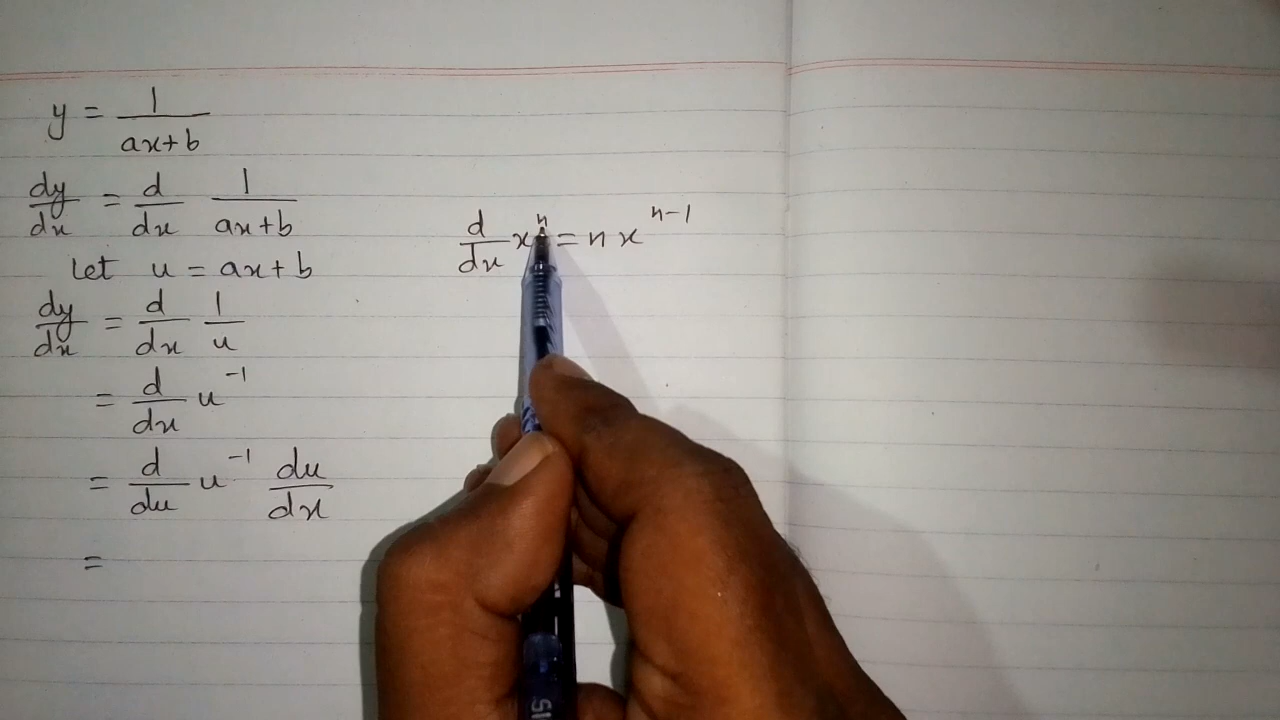 y = 1/(ax+b)
dy/dx = d/dx 1/(ax+b)
Let u = ax+b
dy/dx = d/dx 1/u
= d/dx u^-1
= d/du u^-1 du/dx
=
d/dx x^n = n x^(n-1)